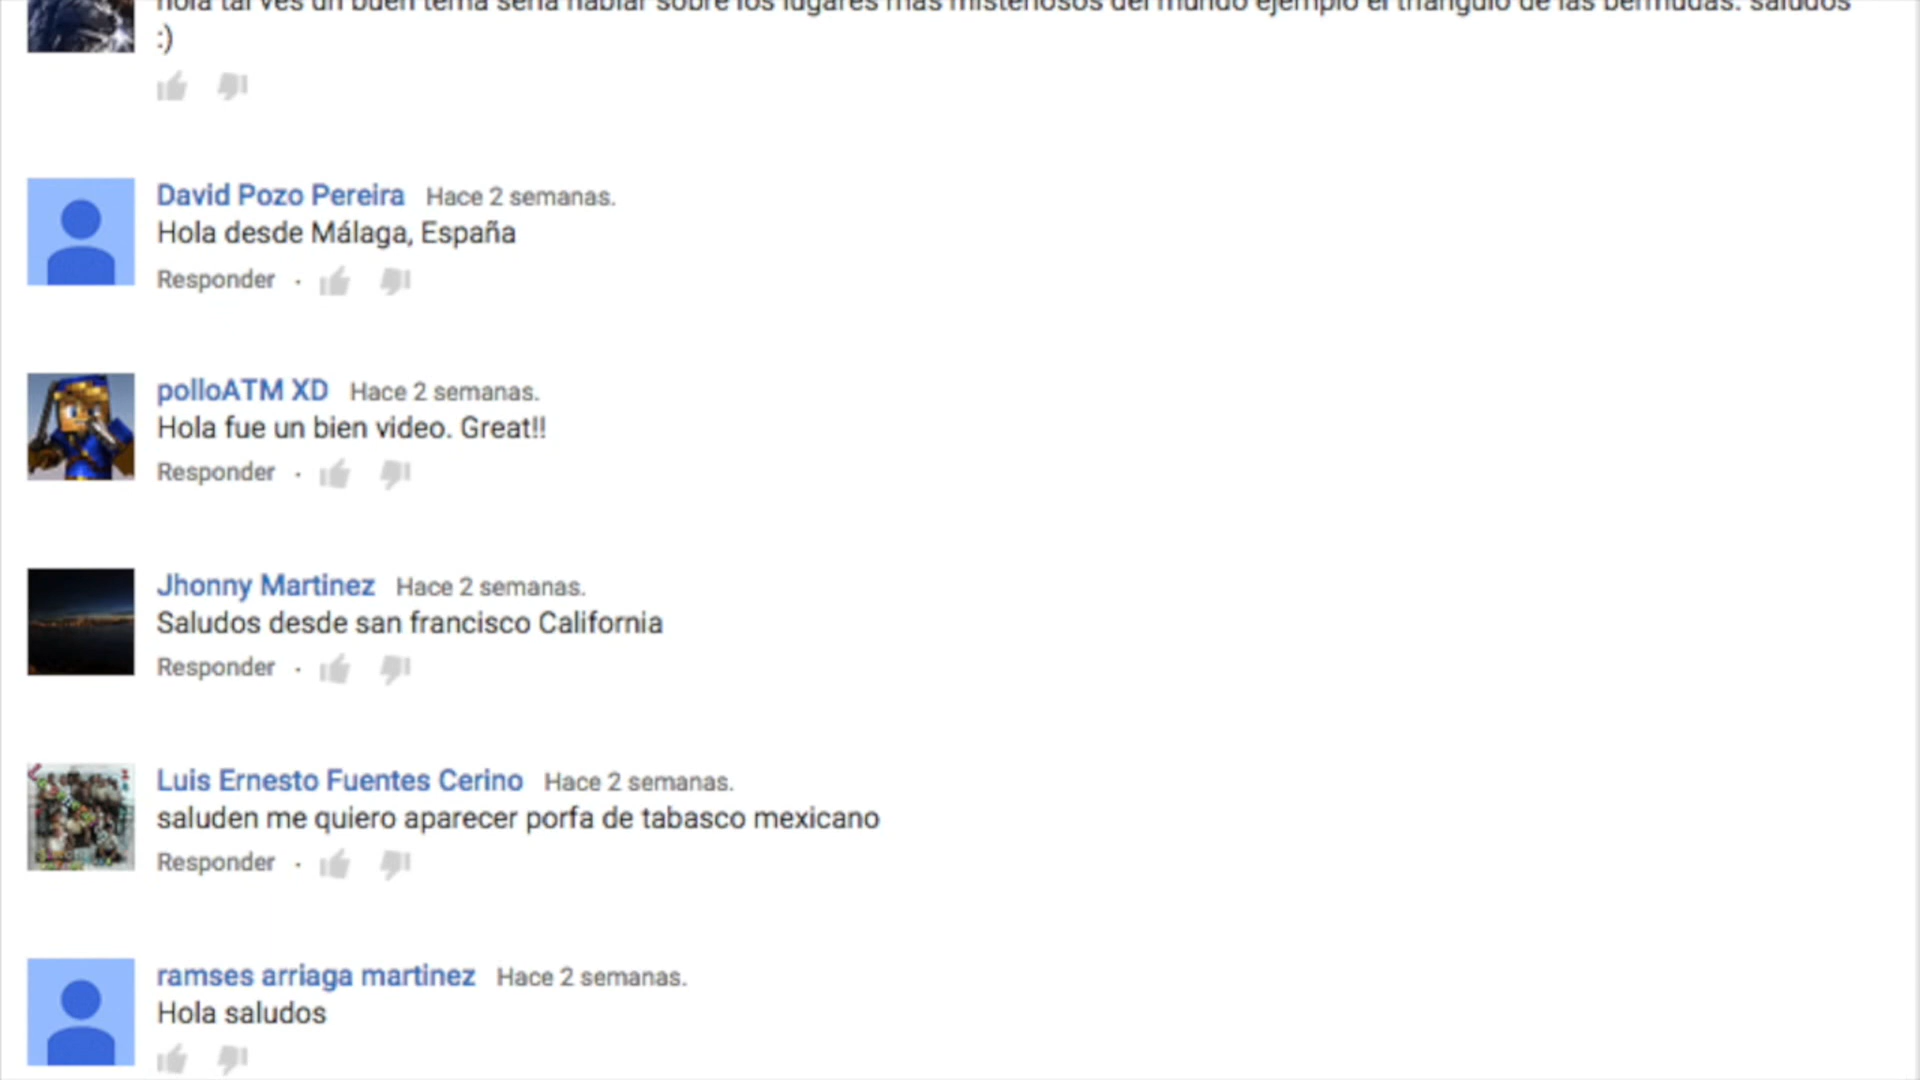 hola tal ves un buen tema seria hablar sobre los lugares mas misteriosos del mundo ejemplo el triangulo de las bermudas. saludos
:)
David Pozo Pereira Hace 2 semanas.
Hola desde Málaga, España
Responder ·
polloATM XD Hace 2 semanas.
Hola fue un bien video. Great!!
Responder ·
Jhonny Martinez Hace 2 semanas.
Saludos desde san francisco California
Responder ·
Luis Ernesto Fuentes Cerino Hace 2 semanas.
saluden me quiero aparecer porfa de tabasco mexicano
Responder ·
ramses arriaga martinez Hace 2 semanas.
Hola saludos